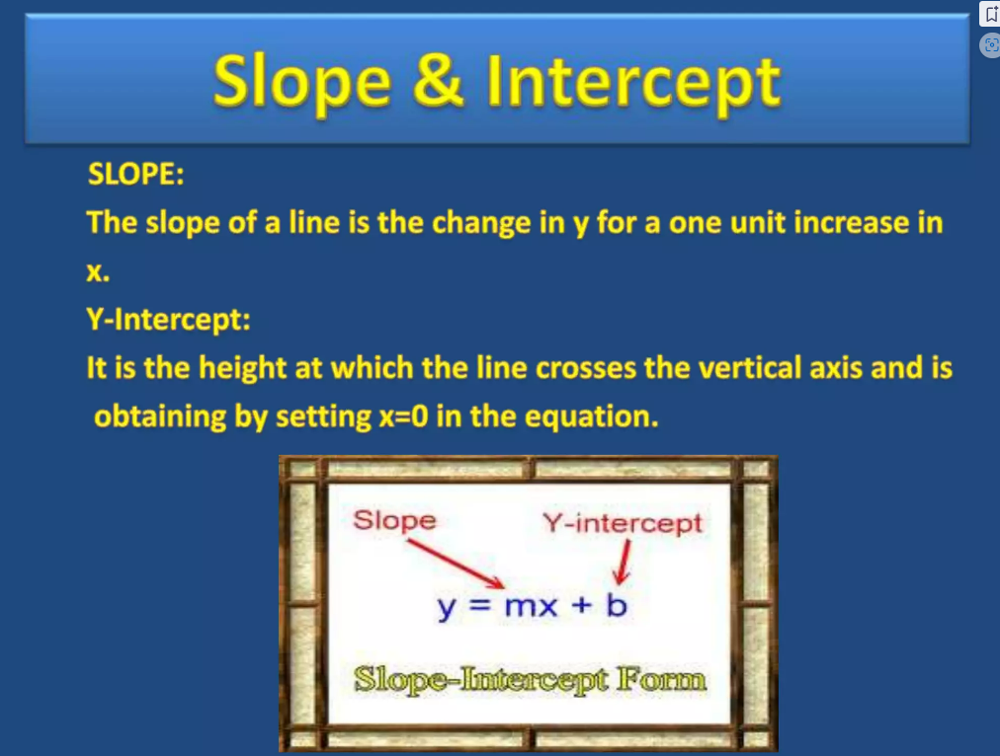 Slope & Intercept
SLOPE:
The slope of a line is the change in y for a one unit increase in
x.
Y-Intercept:
It is the height at which the line crosses the vertical axis and is
obtaining by setting x=0 in the equation.
Slope Y-intercept
y = mx + b
Slope-Intercept Form